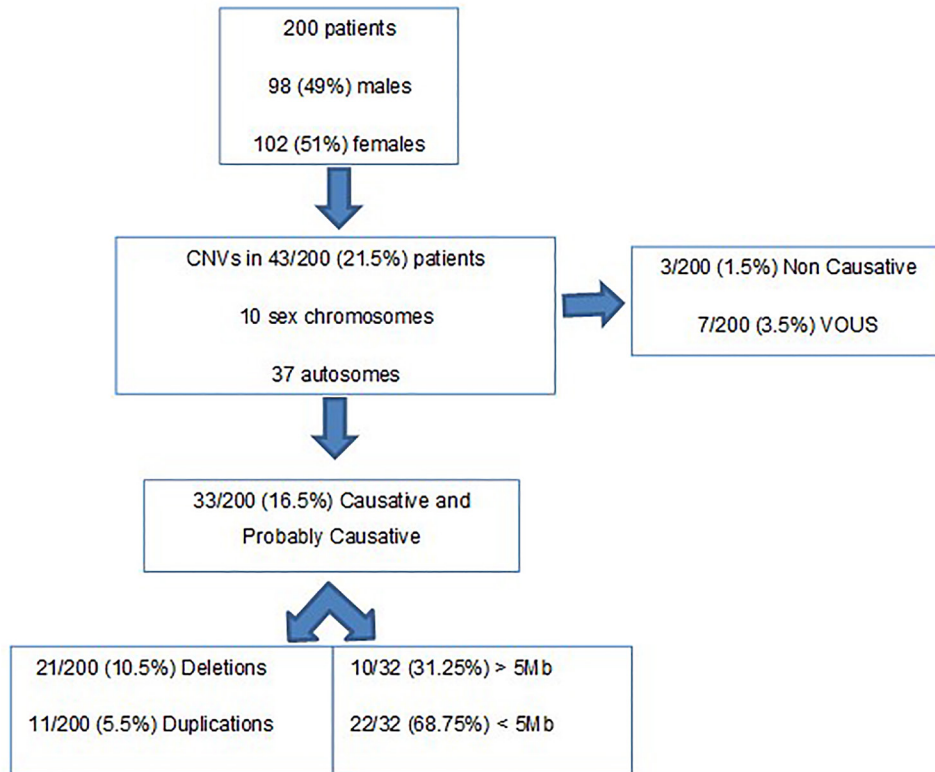 200 patients
98 (49%) males
102 (51%) females
CNVs in 43/200 (21.5%) patients
10 sex chromosomes
37 autosomes
3/200 (1.5%) Non Causative
7/200 (3.5%) VOUS
33/200 (16.5%) Causative and
Probably Causative
21/200 (10.5%) Deletions
11/200 (5.5%) Duplications
10/32 (31.25%) > 5Mb
22/32 (68.75%) < 5Mb